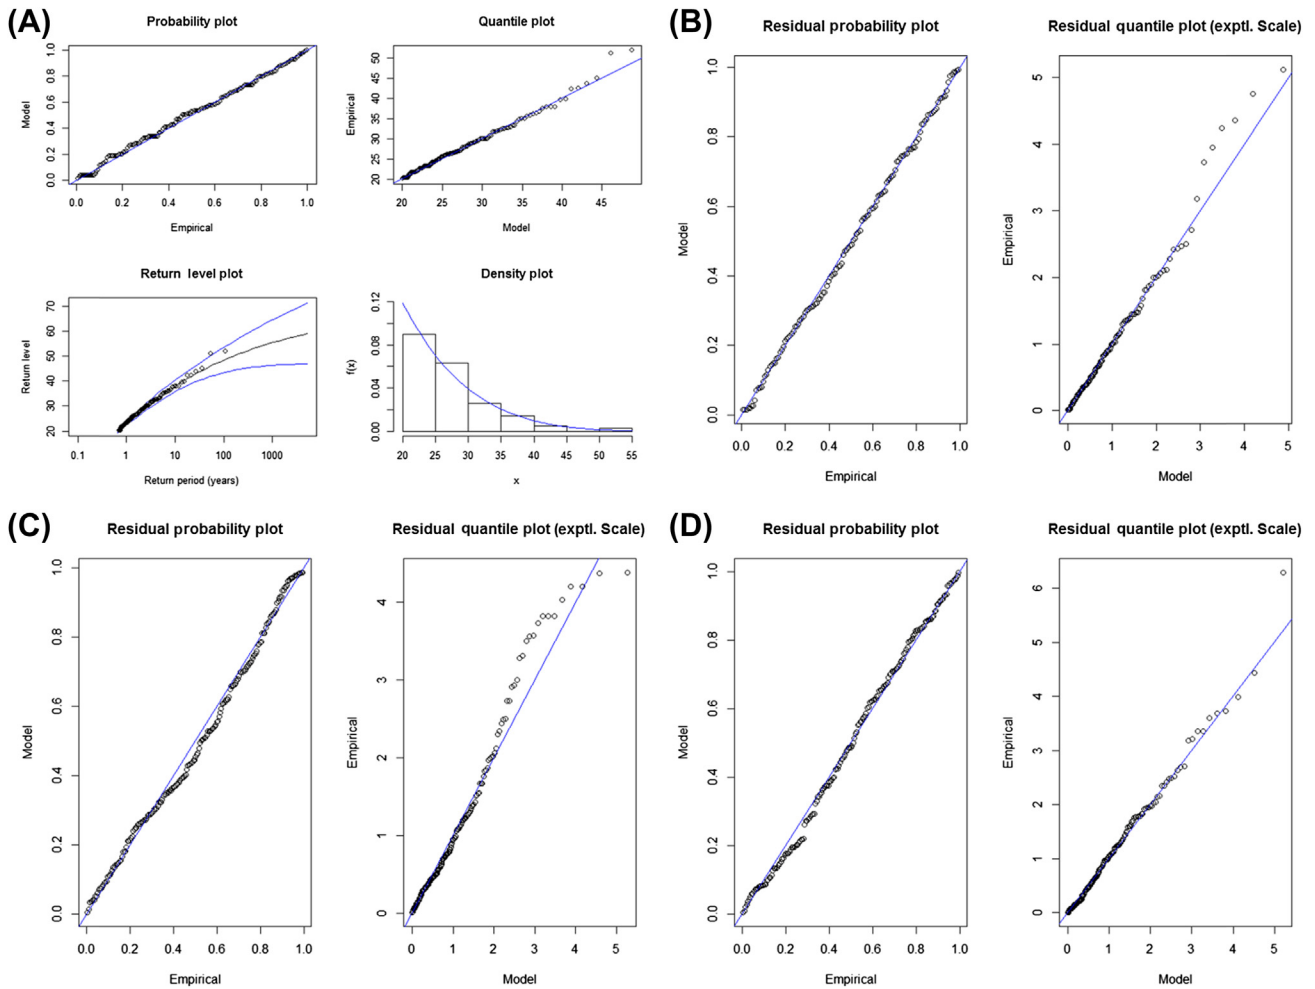 (A)
Probability plot
Model
0.0 0.2 0.4 0.6 0.8 1.0
0.0 0.2 0.4 0.6 0.8 1.0
Empirical
Quantile plot
Empirical
20 25 30 35 40 45 50
20 25 30 35 40 45
Model
Return level plot
Return level
20 30 40 50 60 70
0.1 1 10 100 1000
Return period (years)
Density plot
f(x)
0.00 0.04 0.08 0.12
20 25 30 35 40 45 50 55
x
(B)
Residual probability plot
Model
0.0 0.2 0.4 0.6 0.8 1.0
0.0 0.2 0.4 0.6 0.8 1.0
Empirical
Residual quantile plot (exptl. Scale)
Empirical
0 1 2 3 4 5
0 1 2 3 4 5
Model
(C)
Residual probability plot
Model
0.0 0.2 0.4 0.6 0.8 1.0
0.0 0.2 0.4 0.6 0.8 1.0
Empirical
Residual quantile plot (exptl. Scale)
Empirical
0 1 2 3 4
0 1 2 3 4 5
Model
(D)
Residual probability plot
Model
0.0 0.2 0.4 0.6 0.8 1.0
0.0 0.2 0.4 0.6 0.8 1.0
Empirical
Residual quantile plot (exptl. Scale)
Empirical
0 1 2 3 4 5 6
0 1 2 3 4 5
Model